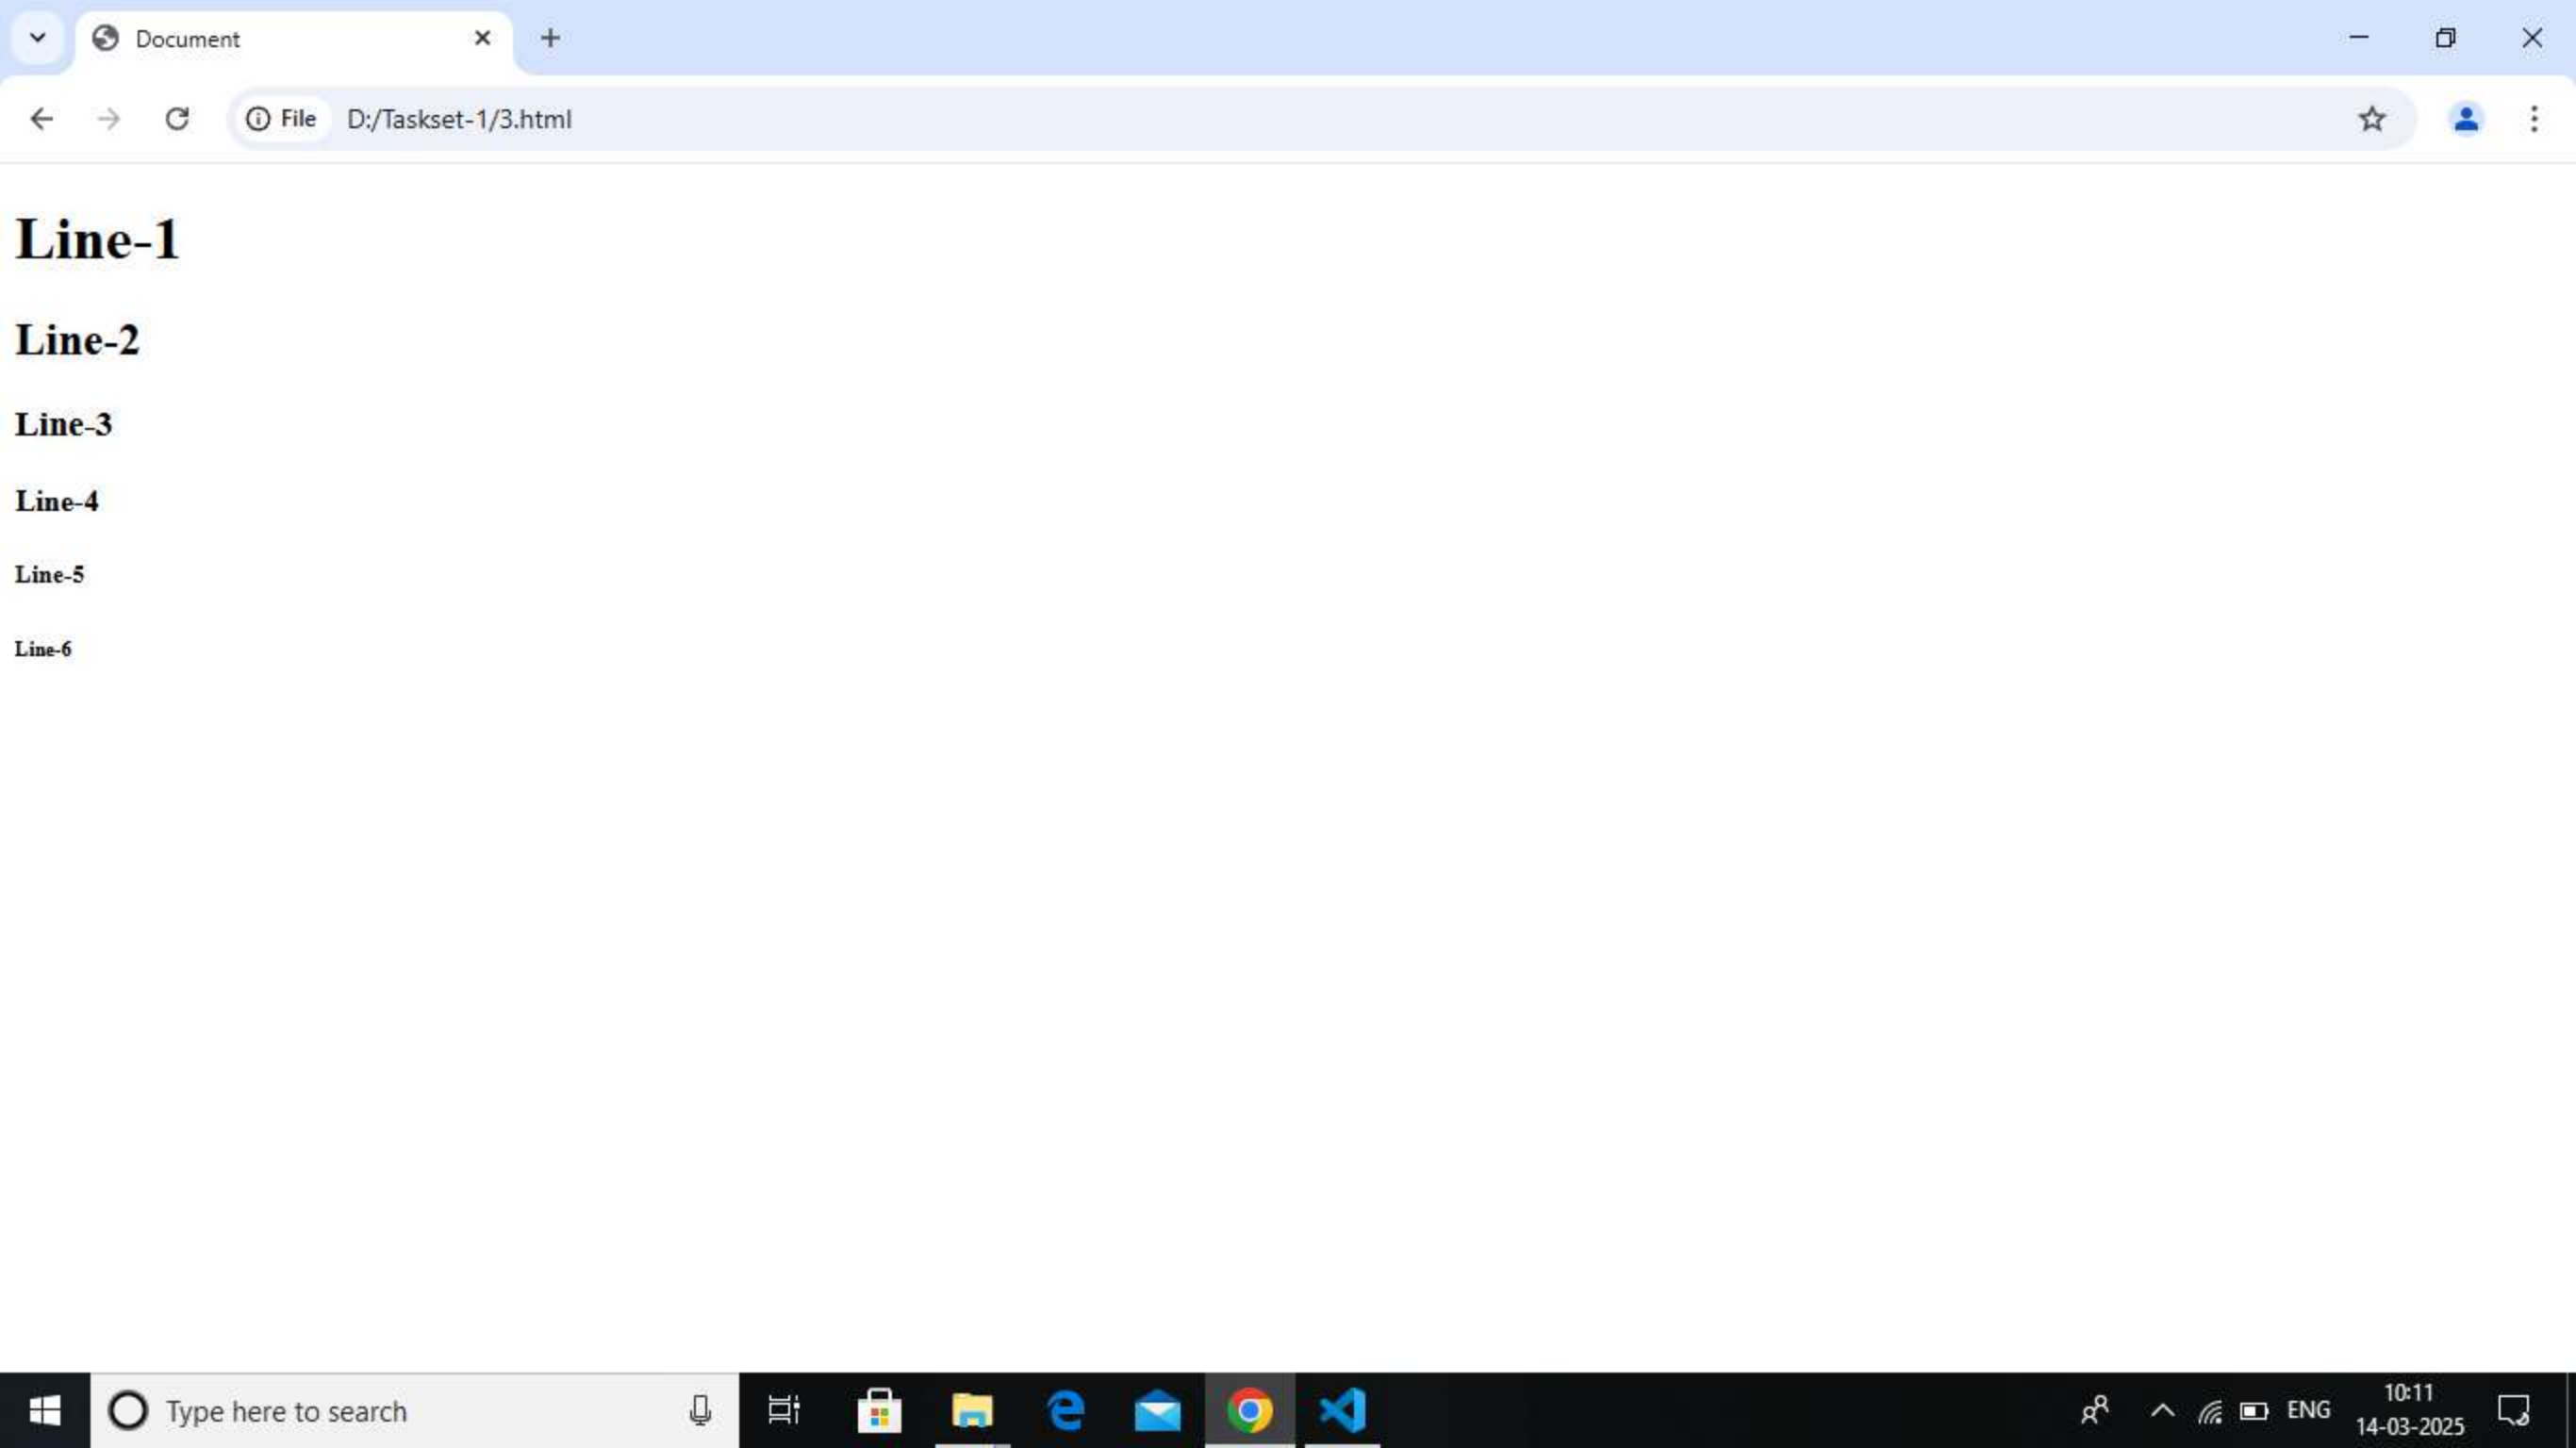 Document
File D:/Taskset-1/3.html
Line-1
Line-2
Line-3
Line-4
Line-5
Line-6
Type here to search
ENG
10:11
14-03-2025